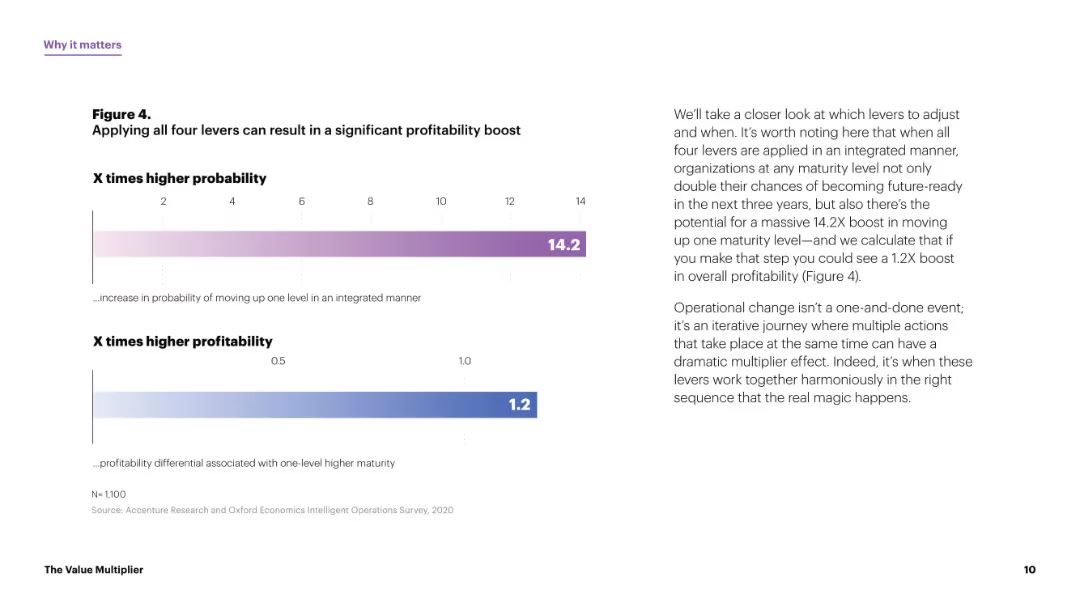 Why it matters
Figure 4.
Applying all four levers can result in a significant profitability boost
X times higher probability
2 4 6 8 10 12 14
14.2
...increase in probability of moving up one level in an integrated manner
X times higher profitability
0.5 1.0
1.2
...profitability differential associated with one-level higher maturity
N= 1,100
Source: Accenture Research and Oxford Economics Intelligent Operations Survey, 2020
We’ll take a closer look at which levers to adjust
and when. It’s worth noting here that when all
four levers are applied in an integrated manner,
organizations at any maturity level not only
double their chances of becoming future-ready
in the next three years, but also there’s the
potential for a massive 14.2X boost in moving
up one maturity level—and we calculate that if
you make that step you could see a 1.2X boost
in overall profitability (Figure 4).
Operational change isn’t a one-and-done event;
it’s an iterative journey where multiple actions
that take place at the same time can have a
dramatic multiplier effect. Indeed, it’s when these
levers work together harmoniously in the right
sequence that the real magic happens.
The Value Multiplier
10